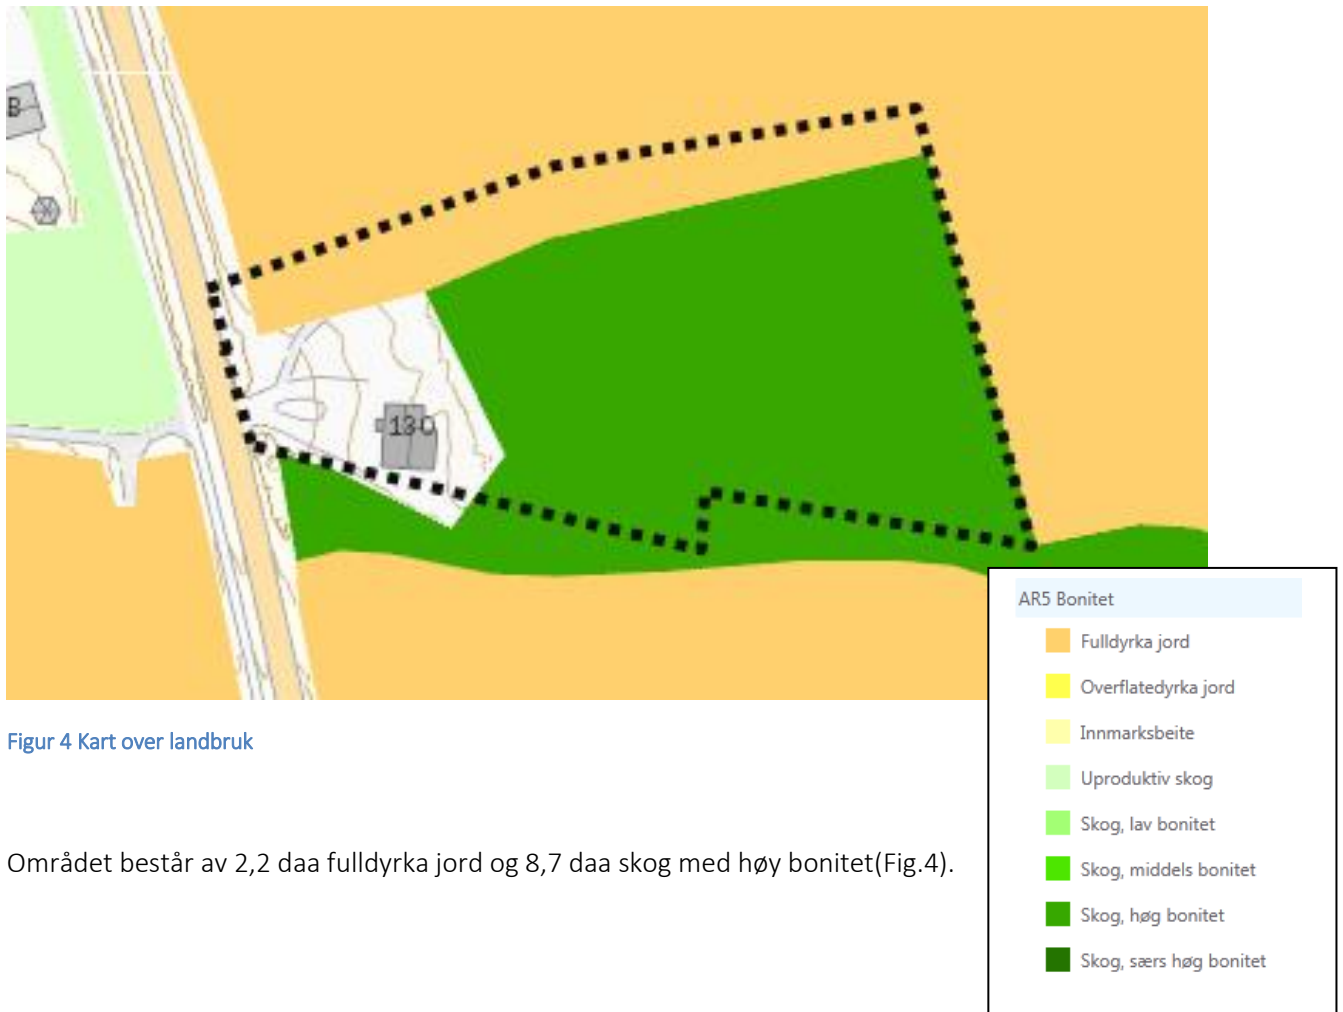 B
130
AR5 Bonitet
Fulldyrka jord
Overflatedyrka jord
Innmarksbeite
Uproduktiv skog
Skog, lav bonitet
Skog, middels bonitet
Skog, høg bonitet
Skog, særs høg bonitet
Figur 4 Kart over landbruk
Området består av 2,2 daa fulldyrka jord og 8,7 daa skog med høy bonitet(Fig.4).